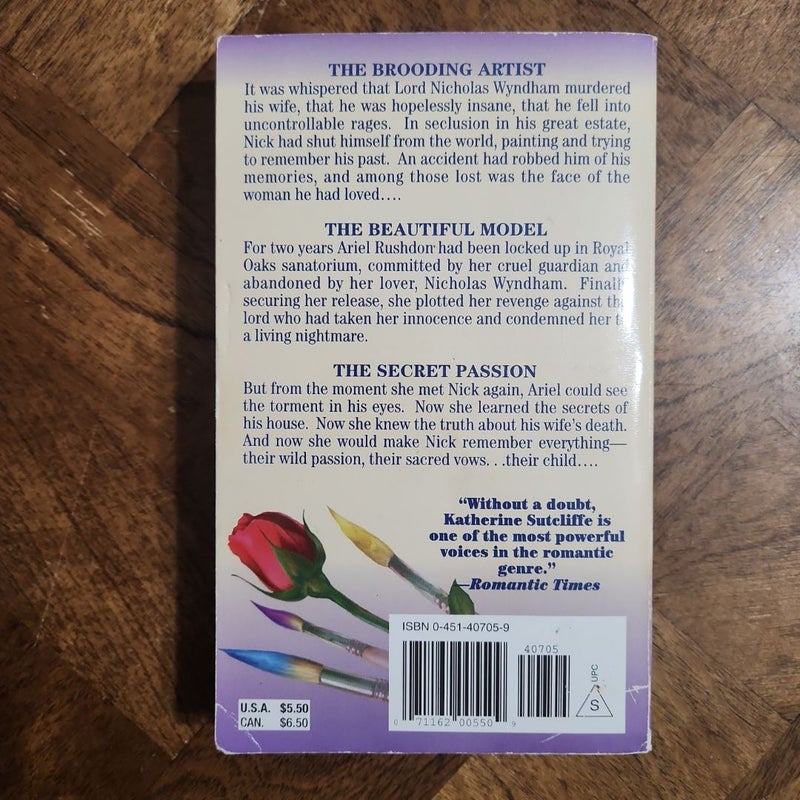 THE BROODING ARTIST
It was whispered that Lord Nicholas Wyndham murdered
his wife, that he was hopelessly insane, that he fell into
uncontrollable rages. In seclusion in his great estate,
Nick had shut himself from the world, painting and trying
to remember his past. An accident had robbed him of his
memories, and among those lost was the face of the
woman he had loved....
THE BEAUTIFUL MODEL
For two years Ariel Rushdon had been locked up in Royal
Oaks sanatorium, committed by her cruel guardian and
abandoned by her lover, Nicholas Wyndham. Finally
securing her release, she plotted her revenge against the
lord who had taken her innocence and condemned her to
a living nightmare.
THE SECRET PASSION
But from the moment she met Nick again, Ariel could see
the torment in his eyes. Now she learned the secrets of
his house. Now she knew the truth about his wife's death.
And now she would make Nick remember everything—
their wild passion, their sacred vows. . .their child....
“Without a doubt,
Katherine Sutcliffe is
one of the most powerful
voices in the romantic
genre.”
—Romantic Times
ISBN 0-451-40705-9
40705
UPC
S
0 71162 00550 9
U.S.A. $5.50
CAN. $6.50